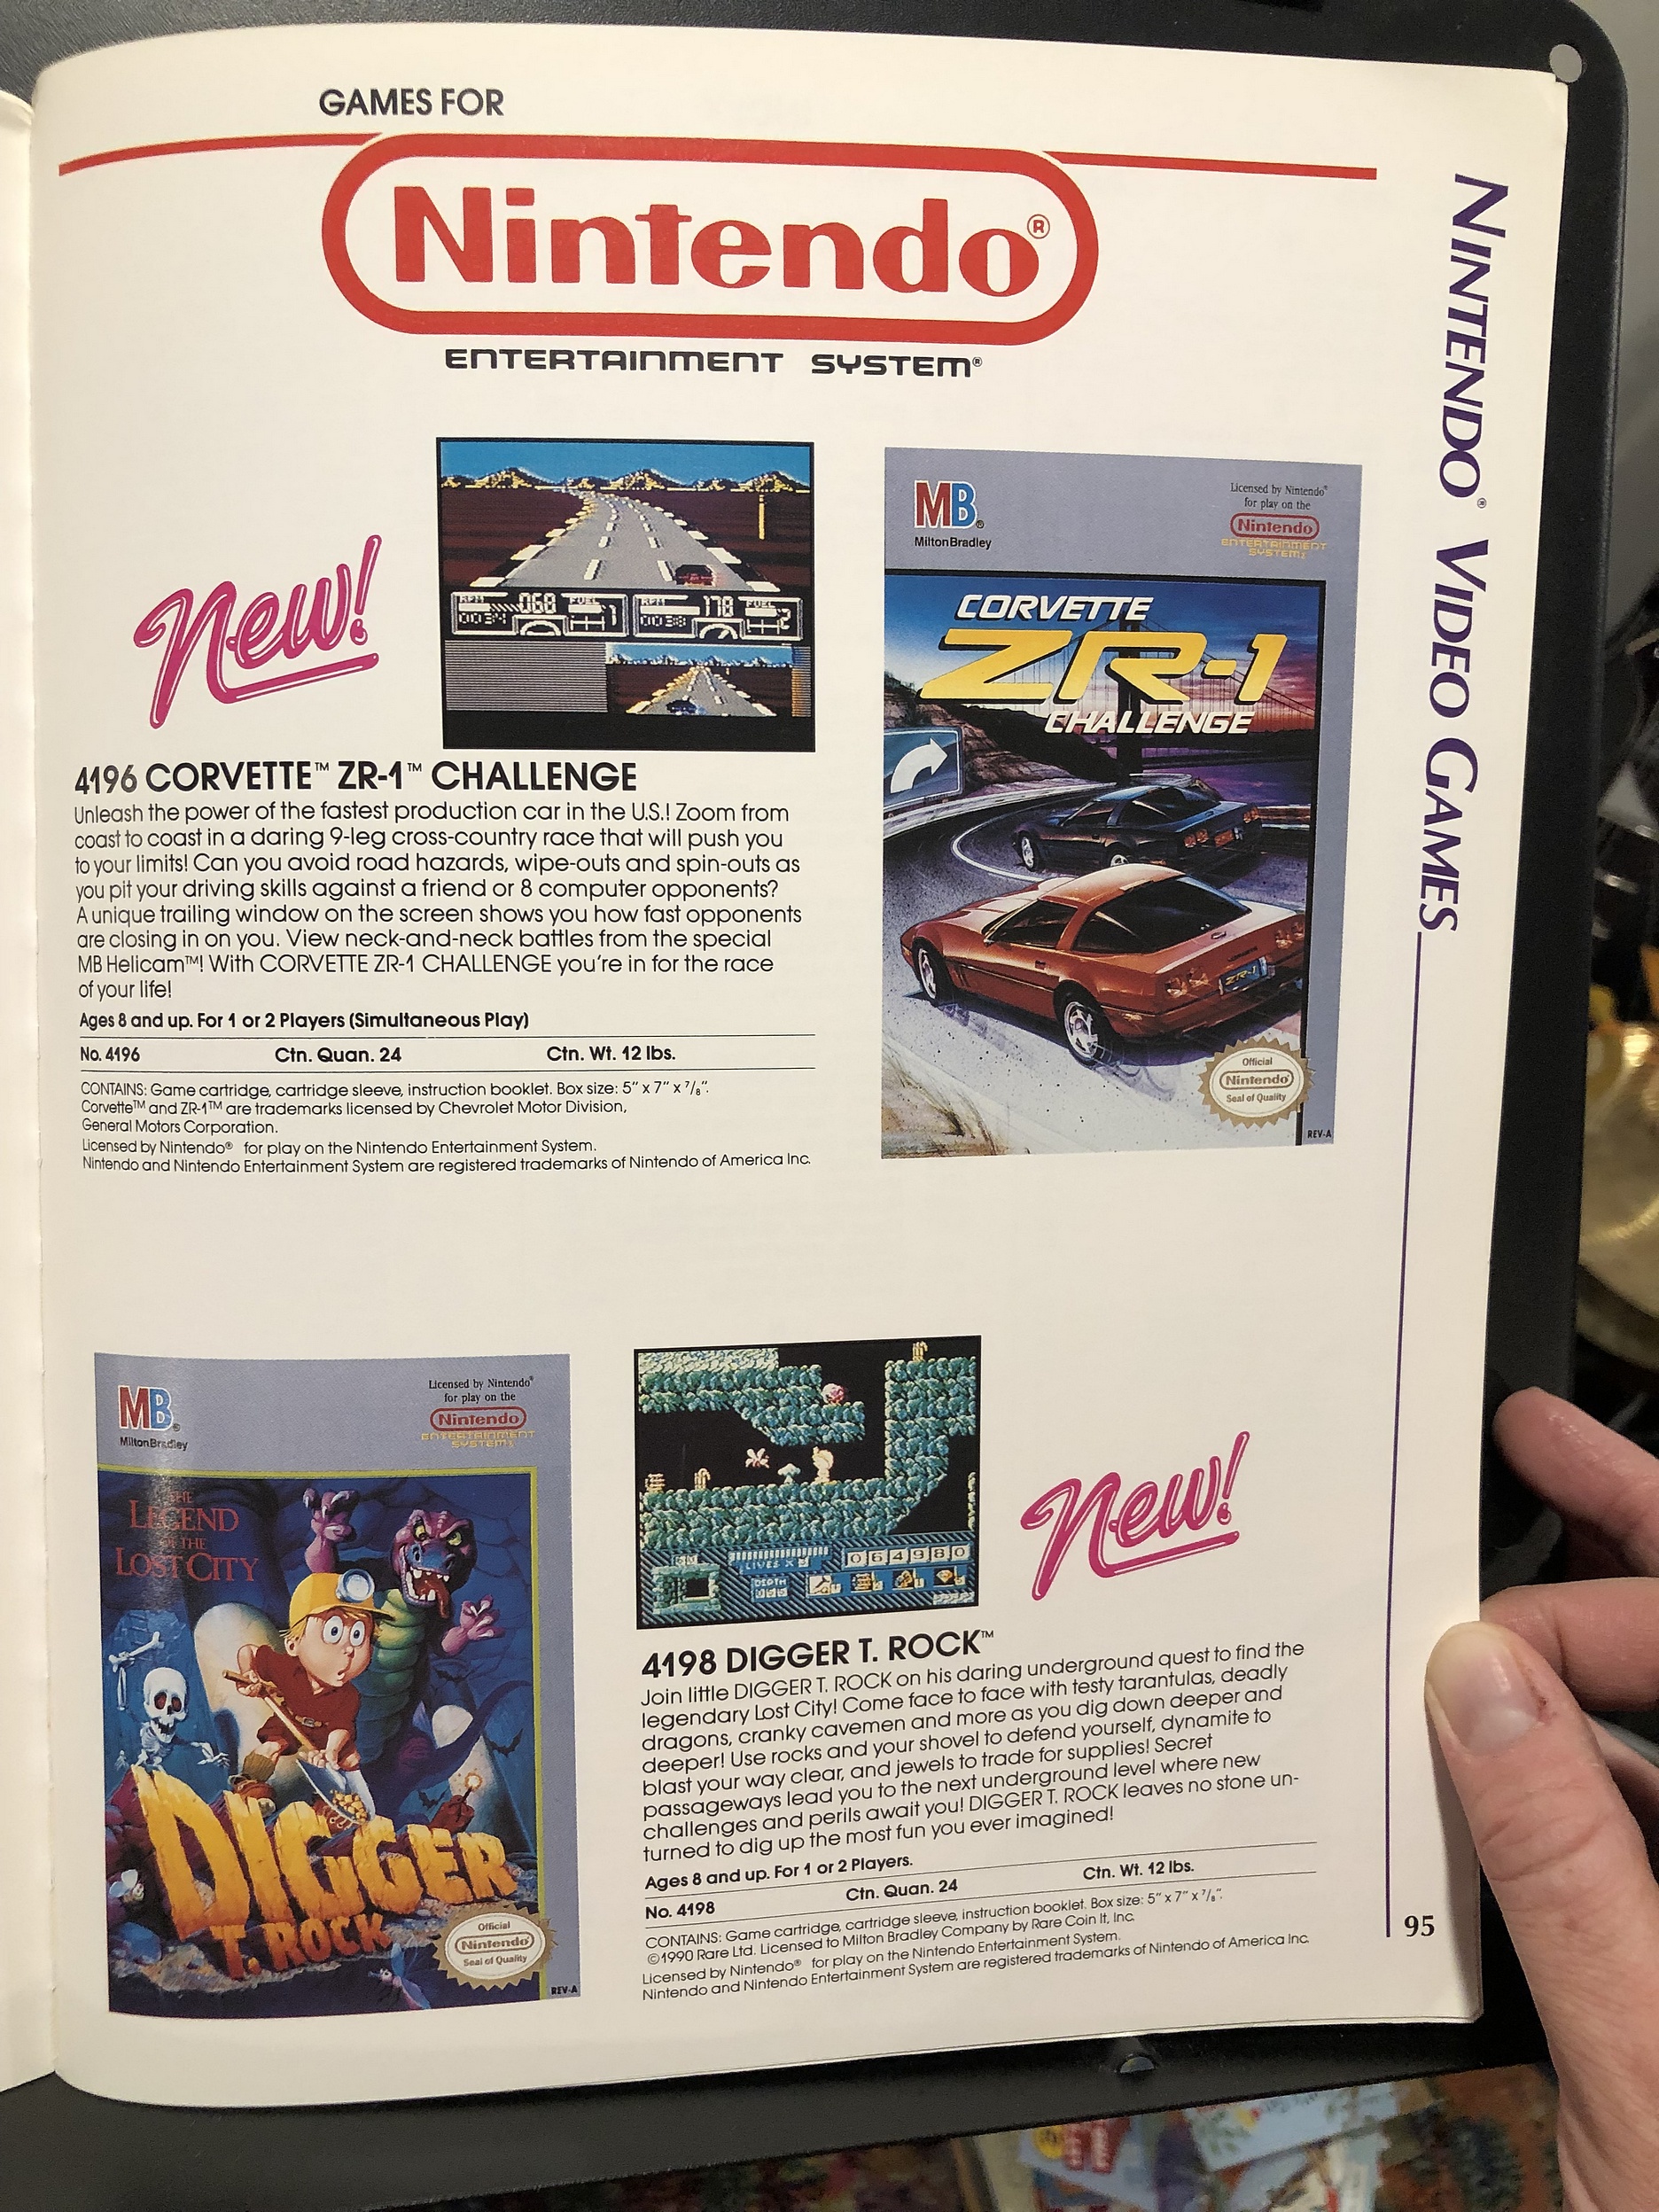 GAMES FOR
Nintendo®
ENTERTAINMENT SYSTEM®
NINTENDO® VIDEO GAMES
New!
RPM 068 FUEL
0034 1
RPM 178 FUEL
0038 2
MB®
Milton Bradley
Licensed by Nintendo®
for play on the
Nintendo
ENTERTAINMENT
SYSTEM
CORVETTE
ZR-1
CHALLENGE
ZR-1
Official
Nintendo
Seal of Quality
REV-A
4196 CORVETTE™ ZR-1™ CHALLENGE
Unleash the power of the fastest production car in the U.S.! Zoom from
coast to coast in a daring 9-leg cross-country race that will push you
to your limits! Can you avoid road hazards, wipe-outs and spin-outs as
you pit your driving skills against a friend or 8 computer opponents?
A unique trailing window on the screen shows you how fast opponents
are closing in on you. View neck-and-neck battles from the special
MB Helicam™! With CORVETTE ZR-1 CHALLENGE you're in for the race
of your life!
Ages 8 and up. For 1 or 2 Players (Simultaneous Play)
No. 4196 Ctn. Quan. 24 Ctn. Wt. 12 lbs.
CONTAINS: Game cartridge, cartridge sleeve, instruction booklet. Box size: 5" x 7" x 7/8".
Corvette™ and ZR-1™ are trademarks licensed by Chevrolet Motor Division,
General Motors Corporation.
Licensed by Nintendo® for play on the Nintendo Entertainment System.
Nintendo and Nintendo Entertainment System are registered trademarks of Nintendo of America Inc.
MB®
Milton Bradley
Licensed by Nintendo®
for play on the
Nintendo
ENTERTAINMENT
SYSTEM
THE
LEGEND
OF THE
LOST CITY
DIGGER
T. ROCK
Official
Nintendo
Seal of Quality
REV-A
LIVES X
064980
DEPTH
New!
4198 DIGGER T. ROCK™
Join little DIGGER T. ROCK on his daring underground quest to find the
legendary Lost City! Come face to face with testy tarantulas, deadly
dragons, cranky cavemen and more as you dig down deeper and
deeper! Use rocks and your shovel to defend yourself, dynamite to
blast your way clear, and jewels to trade for supplies! Secret
passageways lead you to the next underground level where new
challenges and perils await you! DIGGER T. ROCK leaves no stone un-
turned to dig up the most fun you ever imagined!
Ages 8 and up. For 1 or 2 Players.
No. 4198 Ctn. Quan. 24 Ctn. Wt. 12 lbs.
CONTAINS: Game cartridge, cartridge sleeve, instruction booklet. Box size: 5" x 7" x 7/8".
©1990 Rare Ltd. Licensed to Milton Bradley Company by Rare Coin It, Inc.
Licensed by Nintendo® for play on the Nintendo Entertainment System.
Nintendo and Nintendo Entertainment System are registered trademarks of Nintendo of America Inc.
95